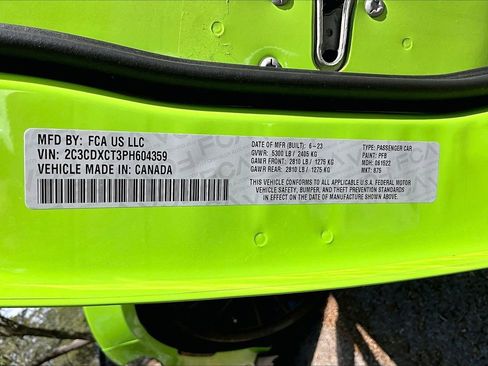 MFD BY: FCA US LLC
VIN: 2C3CDXCT3PH604359
VEHICLE MADE IN: CANADA
DATE OF MFR (BUILT): 6-23
GVWR: 5300 LB / 2405 KG
GAWR FRONT: 2810 LB / 1275 KG
GAWR REAR: 2810 LB / 1275 KG
TYPE: PASSENGER CAR
PAINT: PFB
MDH: 061522
MKT: 875
THIS VEHICLE CONFORMS TO ALL APPLICABLE U.S.A. FEDERAL MOTOR
VEHICLE SAFETY, BUMPER, AND THEFT PREVENTION STANDARDS
IN EFFECT ON THE DATE OF MANUFACTURE SHOWN ABOVE.